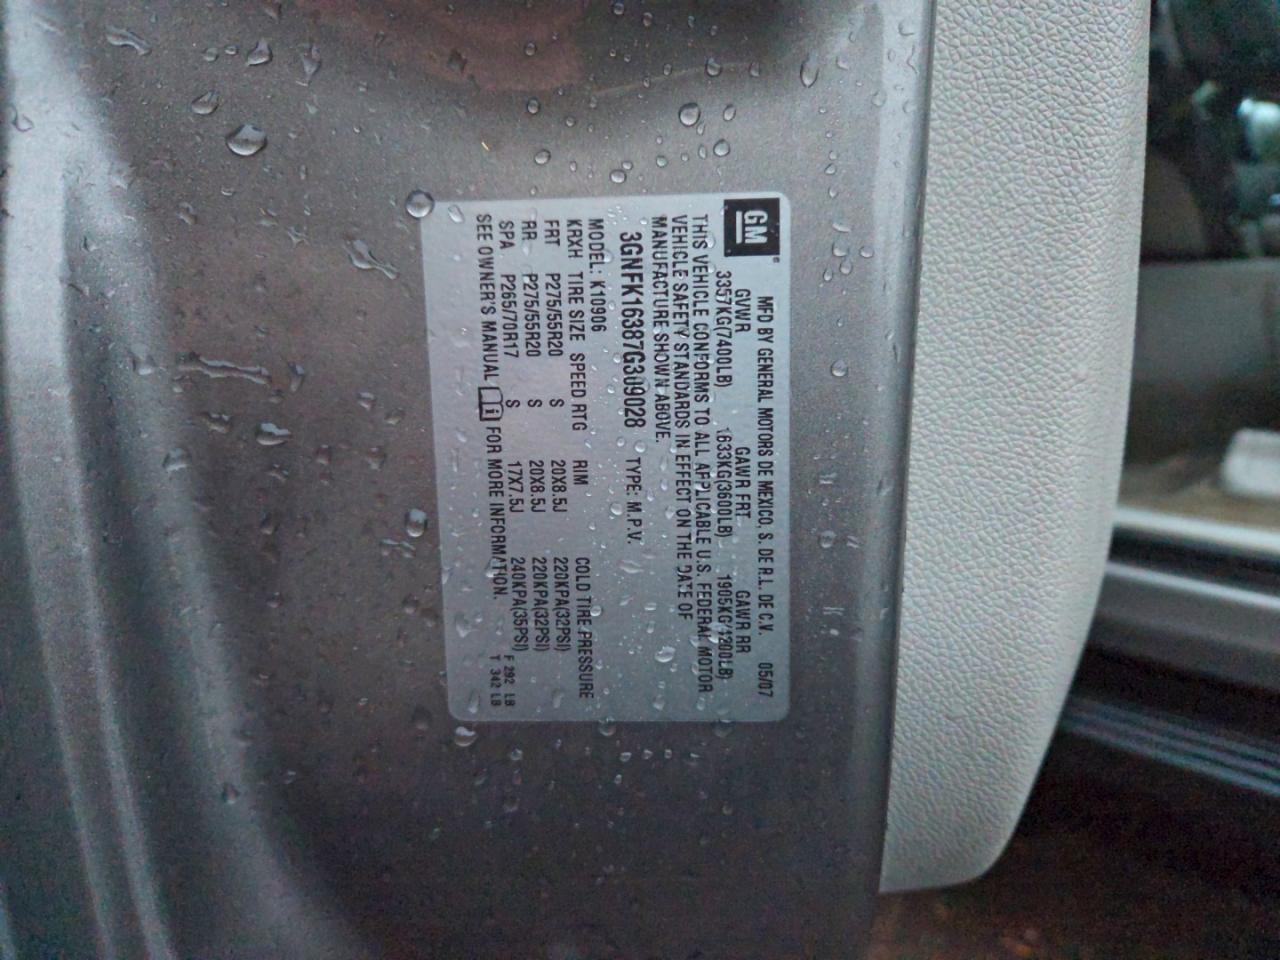 GM
MFD BY GENERAL MOTORS DE MEXICO, S. DE R.L. DE C.V. 05/07
GVWR GAWR FRT GAWR RR
3357KG(7400LB) 1633KG(3600LB) 1905KG(4200LB)
THIS VEHICLE CONFORMS TO ALL APPLICABLE U.S. FEDERAL MOTOR
VEHICLE SAFETY STANDARDS IN EFFECT ON THE DATE OF
MANUFACTURE SHOWN ABOVE.
3GNFK16387G309028 TYPE: M.P.V.
MODEL: K10906
KRXH TIRE SIZE SPEED RTG RIM COLD TIRE PRESSURE
FRT P275/55R20 S 20X8.5J 220KPA(32PSI)
RR P275/55R20 S 20X8.5J 220KPA(32PSI)
SPA P265/70R17 S 17X7.5J 240KPA(35PSI)
SEE OWNER'S MANUAL i FOR MORE INFORMATION.
F 292 LB
T 342 LB